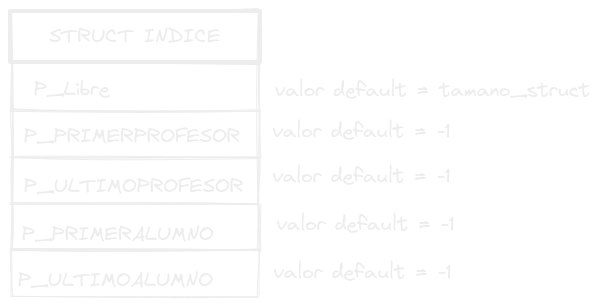 STRUCT INDICE
P_Libre valor default = tamano_struct
P_PRIMERPROFESOR valor default = -1
P_ULTIMOPROFESOR valor default = -1
P_PRIMERALUMNO valor default = -1
P_ULTIMOALUMNO valor default = -1